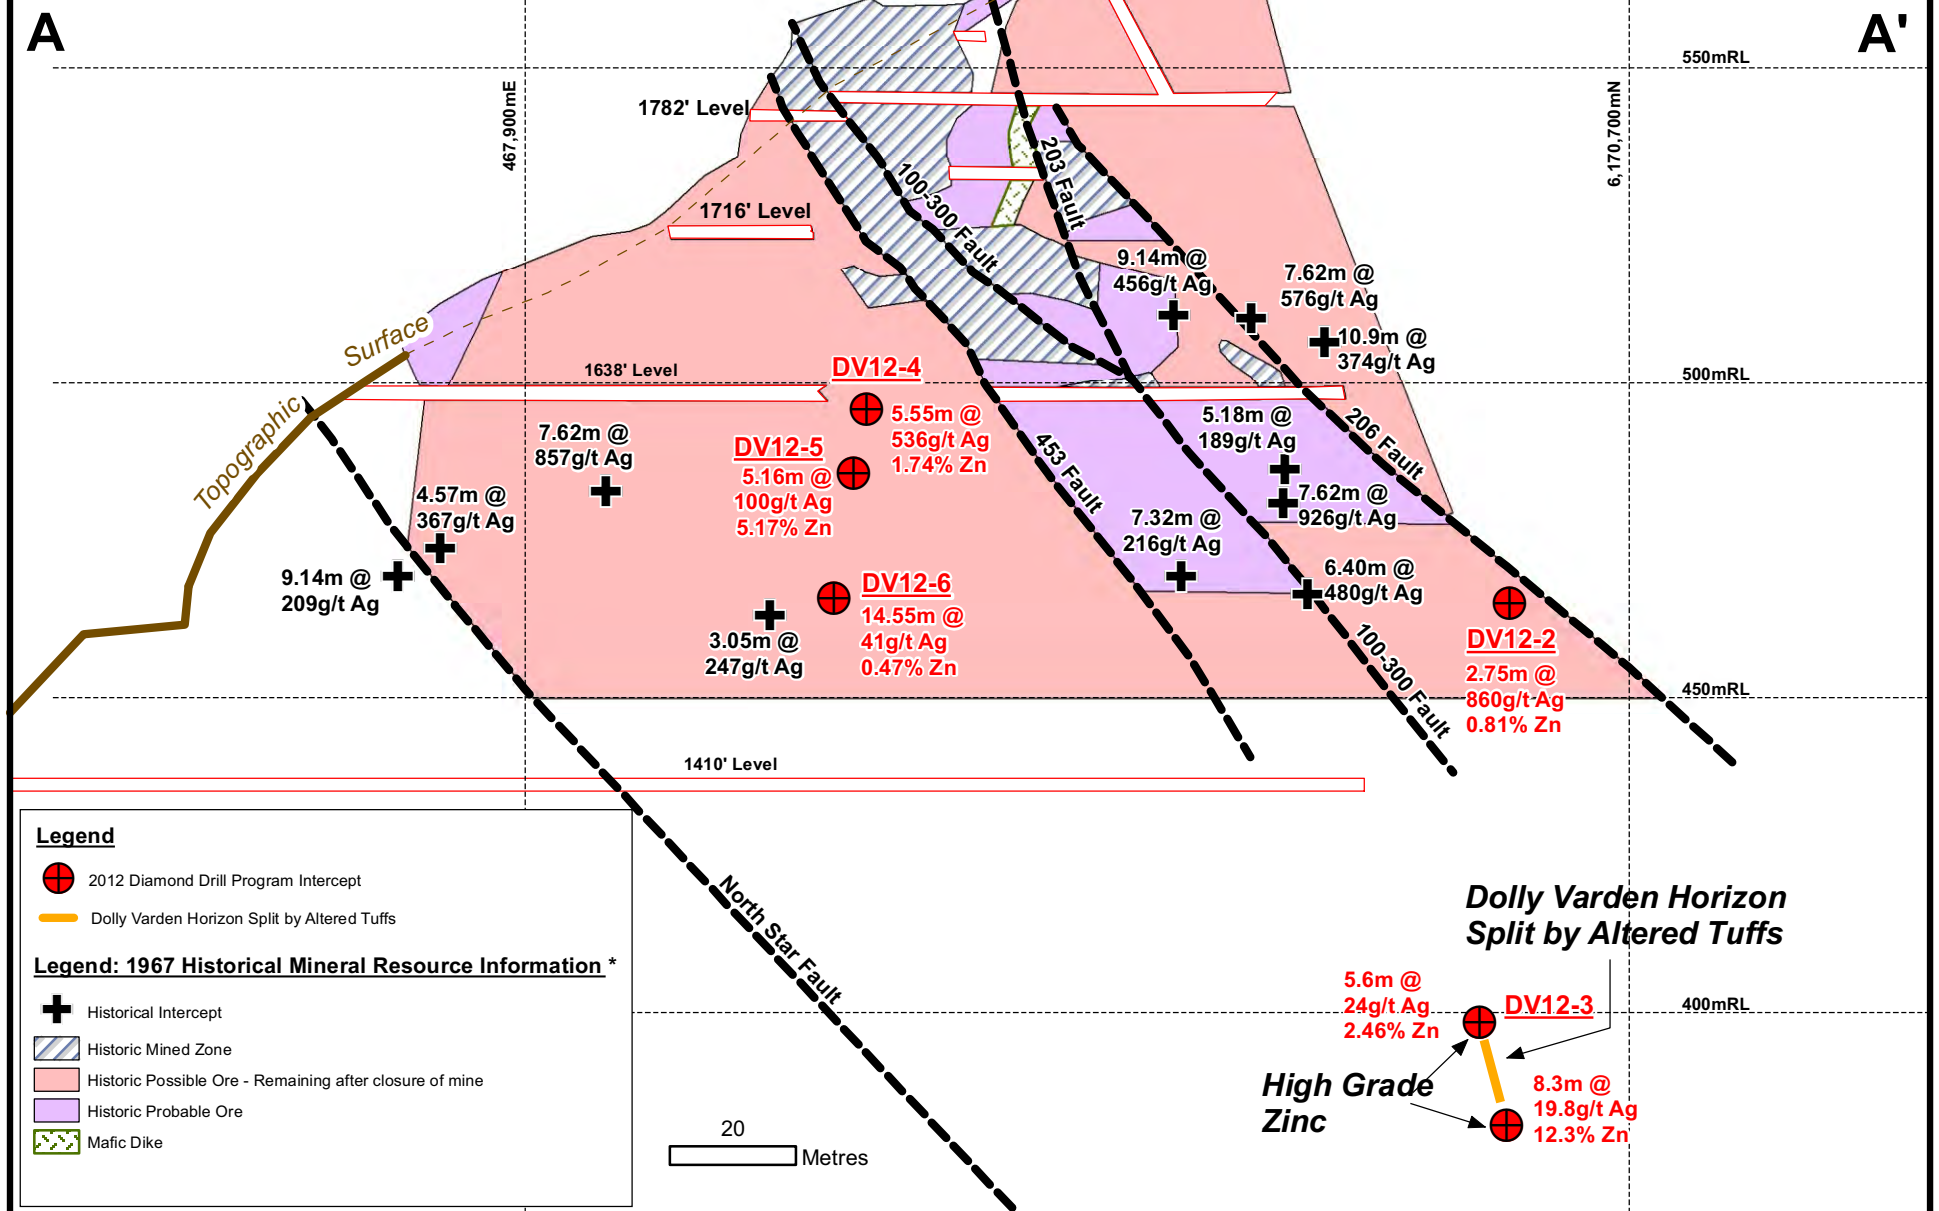 A
A'
550mRL
467,900mE
6,170,700mN
1782' Level
203 Fault
100-300 Fault
1716' Level
9.14m @
456g/t Ag
7.62m @
576g/t Ag
10.9m @
374g/t Ag
Surface
Topographic
500mRL
1638' Level
DV12-4
5.55m @
536g/t Ag
1.74% Zn
DV12-5
5.16m @
100g/t Ag
5.17% Zn
7.62m @
857g/t Ag
4.57m @
367g/t Ag
9.14m @
209g/t Ag
453 Fault
5.18m @
189g/t Ag
206 Fault
7.62m @
926g/t Ag
7.32m @
216g/t Ag
6.40m @
480g/t Ag
DV12-6
14.55m @
41g/t Ag
0.47% Zn
3.05m @
247g/t Ag
100-300 Fault
DV12-2
2.75m @
860g/t Ag
0.81% Zn
450mRL
1410' Level
North Star Fault
Legend
2012 Diamond Drill Program Intercept
Dolly Varden Horizon Split by Altered Tuffs
Legend: 1967 Historical Mineral Resource Information *
Historical Intercept
Historic Mined Zone
Historic Possible Ore - Remaining after closure of mine
Historic Probable Ore
Mafic Dike
20
Metres
Dolly Varden Horizon
Split by Altered Tuffs
5.6m @
24g/t Ag
2.46% Zn
DV12-3
400mRL
High Grade
Zinc
8.3m @
19.8g/t Ag
12.3% Zn